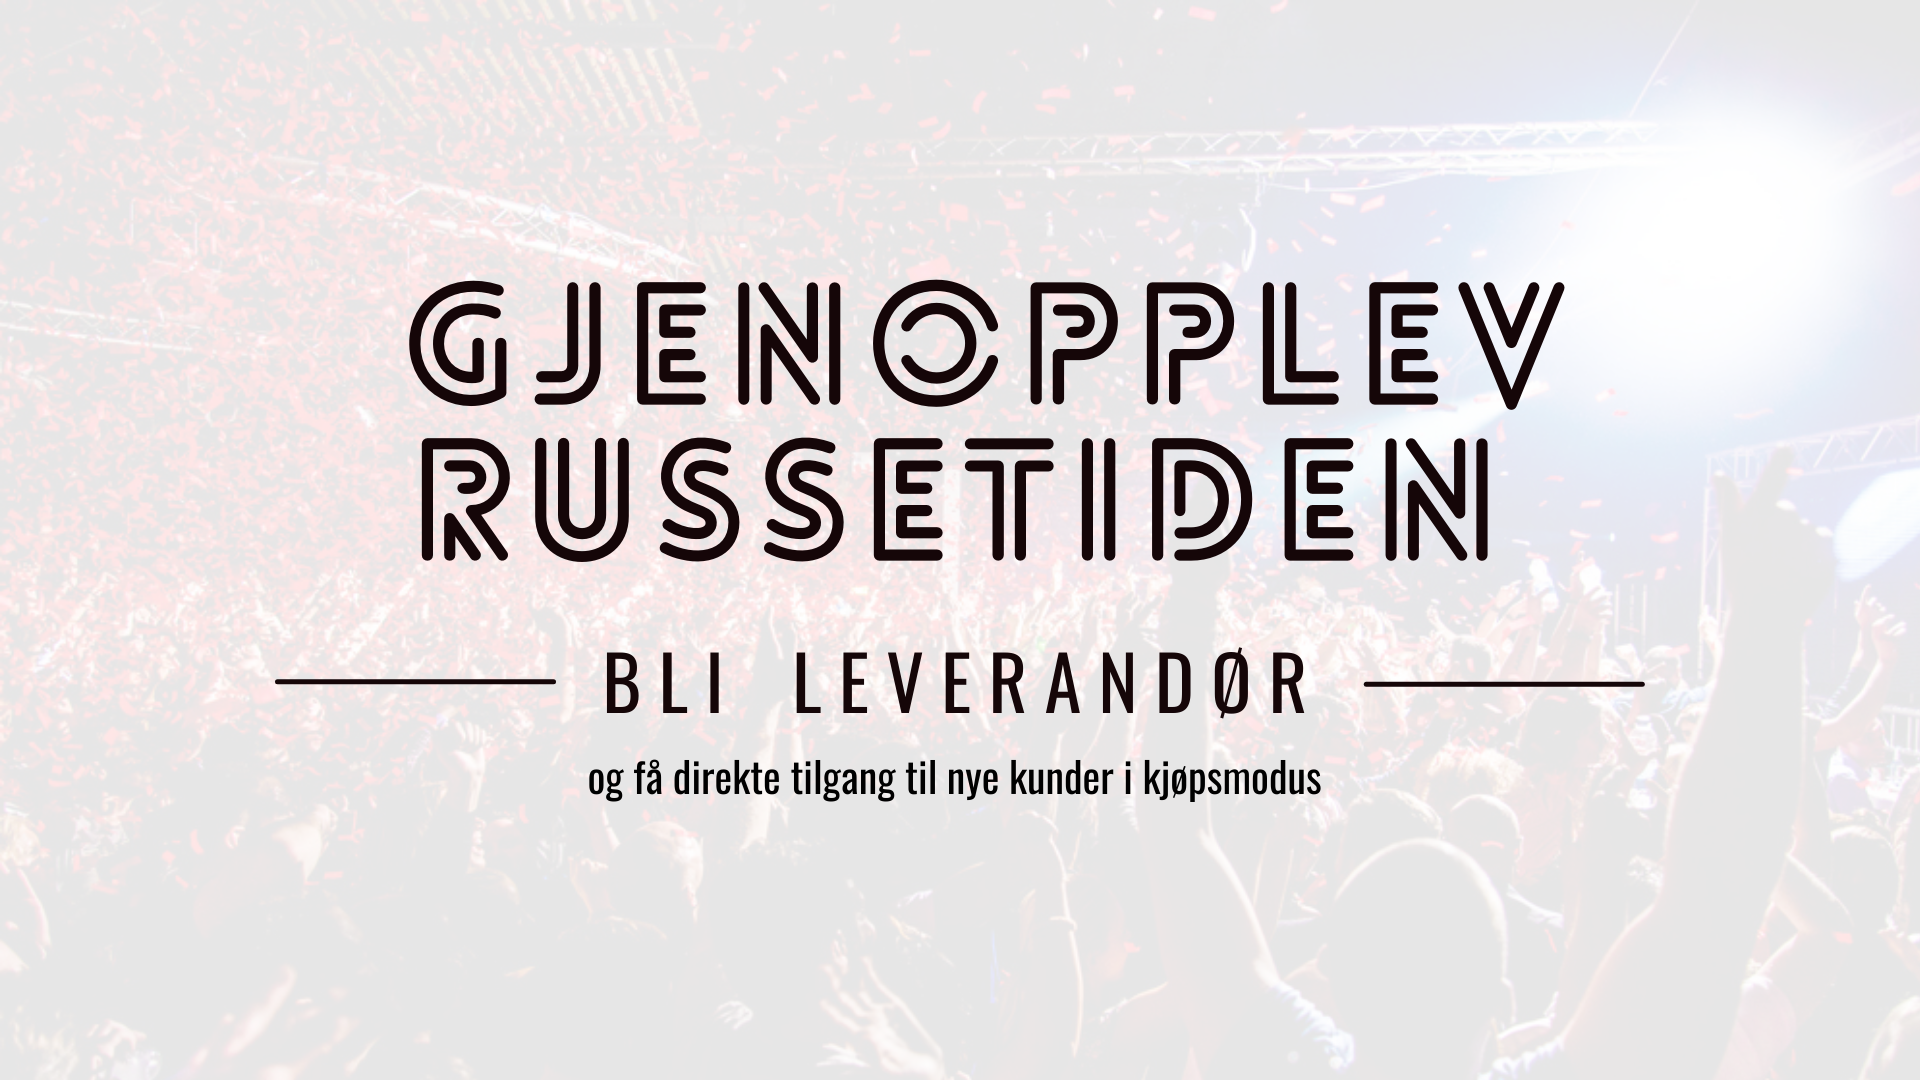 GJENOPPLEV
RUSSETIDEN
BLI LEVERANDØR
og få direkte tilgang til nye kunder i kjøpsmodus